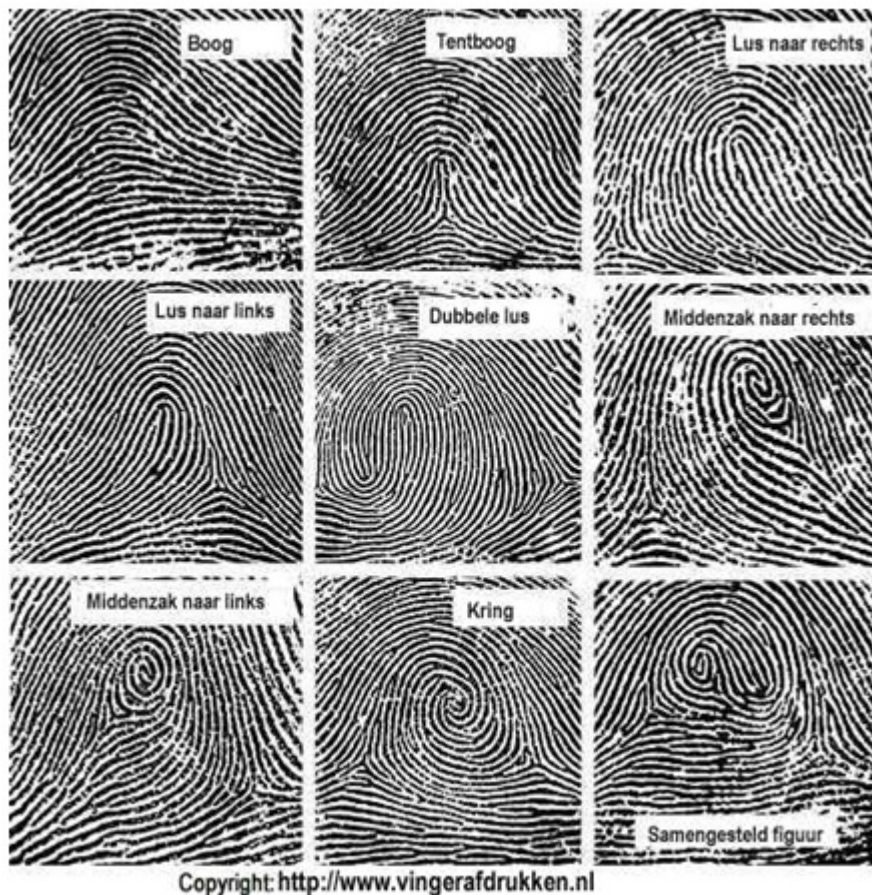 Boog
Tentboog
Lus naar rechts
Lus naar links
Dubbele lus
Middenzak naar rechts
Middenzak naar links
Kring
Samengesteld figuur
Copyright: http://www.vingerafdrukken.nl